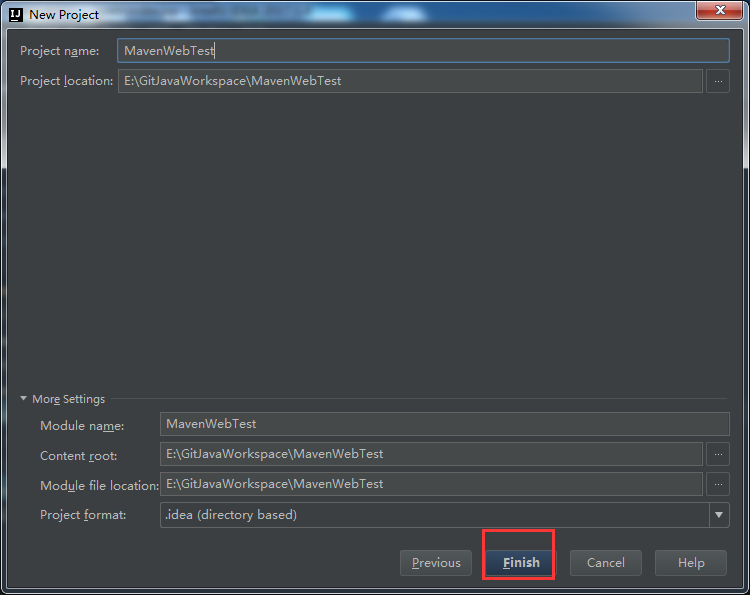 New Project
Project name: MavenWebTest
Project location: E:\GitJavaWorkspace\MavenWebTest ...
More Settings
Module name: MavenWebTest
Content root: E:\GitJavaWorkspace\MavenWebTest ...
Module file location: E:\GitJavaWorkspace\MavenWebTest ...
Project format: .idea (directory based)
Previous Finish Cancel Help